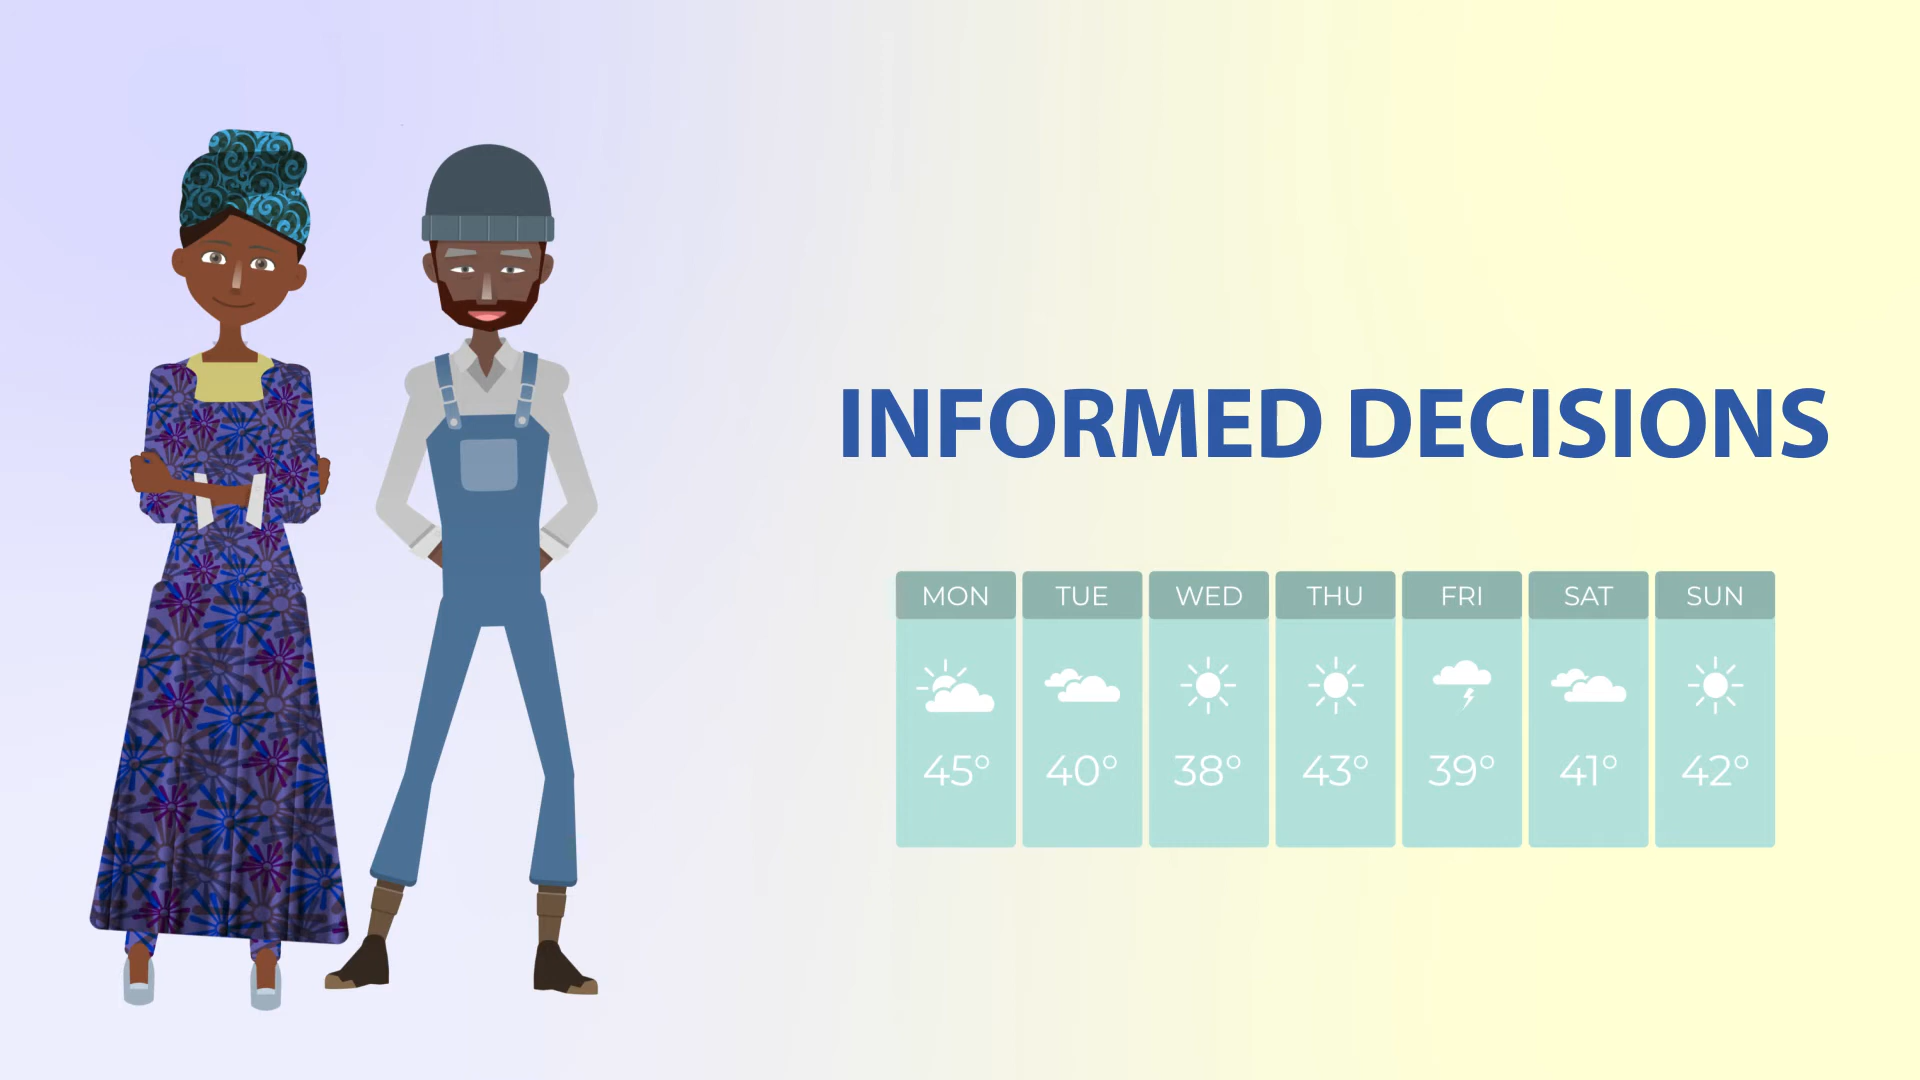 INFORMED DECISIONS
MON TUE WED THU FRI SAT SUN
45° 40° 38° 43° 39° 41° 42°